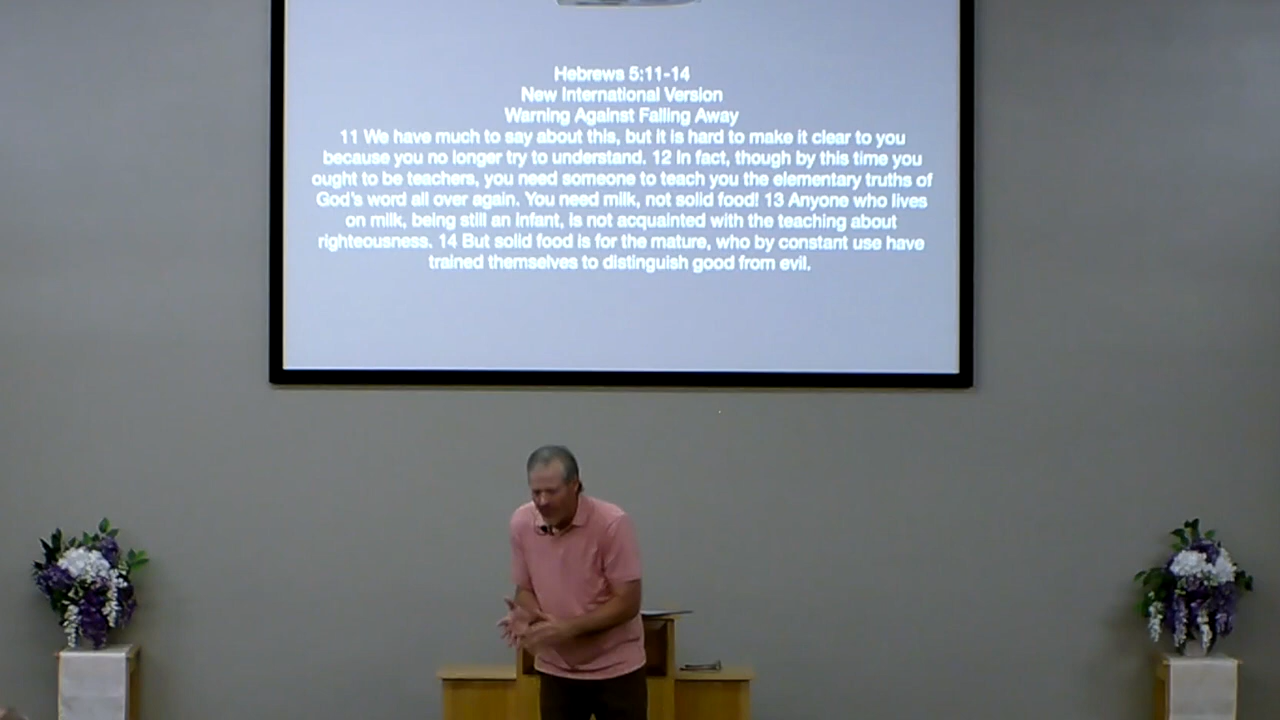 Hebrews 5:11-14
New International Version
Warning Against Falling Away
11 We have much to say about this, but it is hard to make it clear to you
because you no longer try to understand. 12 In fact, though by this time you
ought to be teachers, you need someone to teach you the elementary truths of
God's word all over again. You need milk, not solid food! 13 Anyone who lives
on milk, being still an infant, is not acquainted with the teaching about
righteousness. 14 But solid food is for the mature, who by constant use have
trained themselves to distinguish good from evil.